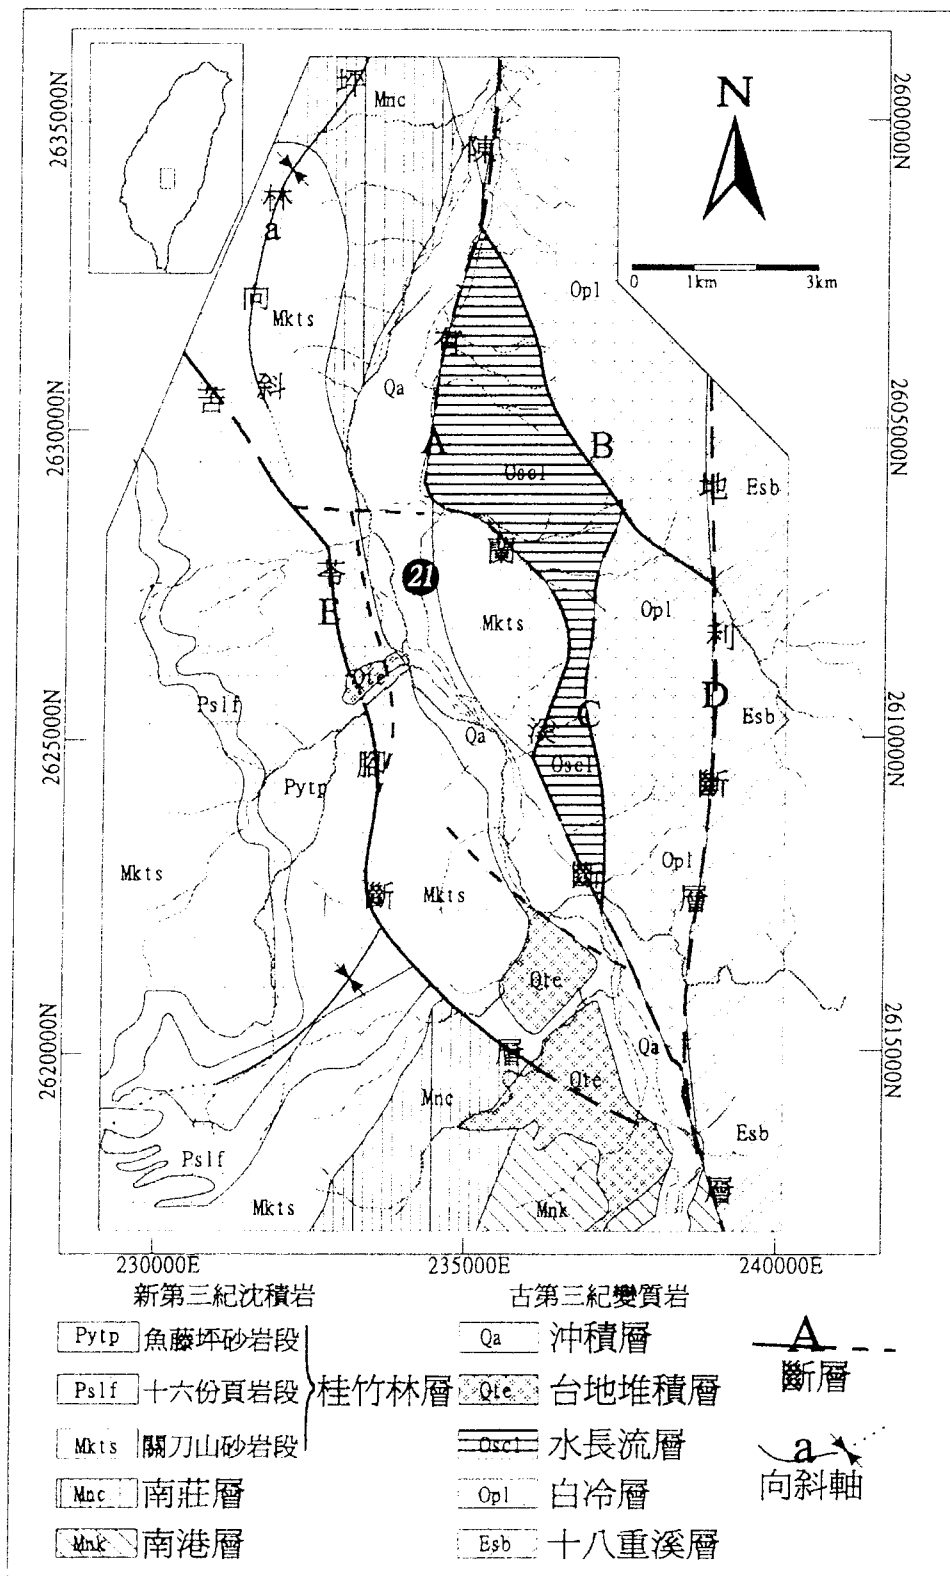 坪林向斜
a
苦苓腳斷層
陳有蘭溪斷層
地利斷層
Mnc
Mkts
Qa
Opl
Oscl
Esb
A
B
C
D
E
21
N
0 1km 3km
Mkts
Opl
Qte
Pslf
Pytp
Qa
Oscl
Esb
Mkts
Mkts
Opl
Qte
Qa
Qte
Mnc
Esb
Pslf
Mkts
Mnk
2635000N
2630000N
2625000N
2620000N
2600000N
2605000N
2610000N
2615000N
230000E 235000E 240000E
新第三紀沈積岩 古第三紀變質岩
Pytp 魚藤坪砂岩段
Pslf 十六份頁岩段
Mkts 關刀山砂岩段
桂竹林層
Mnc 南莊層
Mnk 南港層
Qa 沖積層
Qte 台地堆積層
Oscl 水長流層
Opl 白冷層
Esb 十八重溪層
A
斷層
a
向斜軸